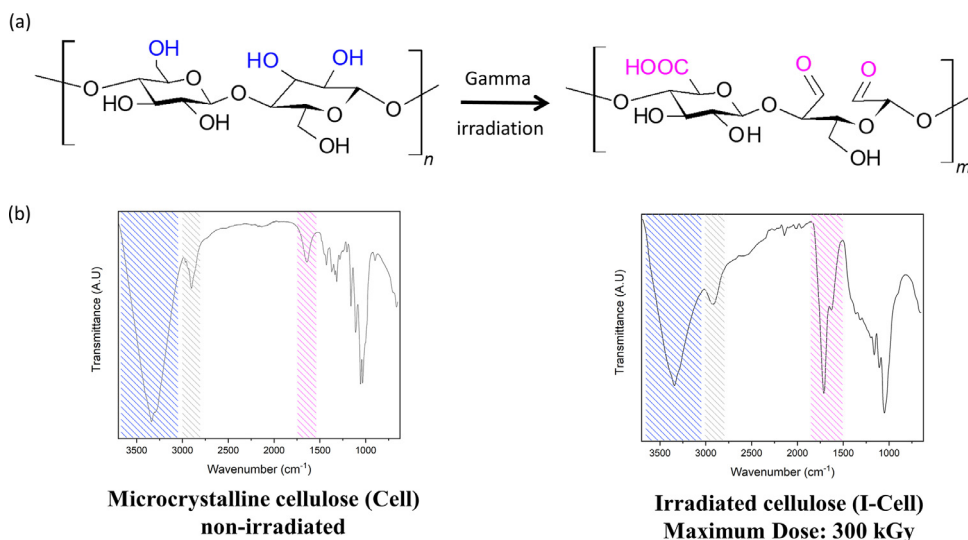 (a)
OH HO OH O O HO OH O O OH n
Gamma
irradiation
HOOC O O O O HO OH O O OH m
(b)
Transmittance (A.U)
3500 3000 2500 2000 1500 1000
Wavenumber (cm⁻¹)
Microcrystalline cellulose (Cell)
non-irradiated
Transmittance (A.U)
3500 3000 2500 2000 1500 1000
Wavenumber (cm⁻¹)
Irradiated cellulose (I-Cell)
Maximum Dose: 300 kGy